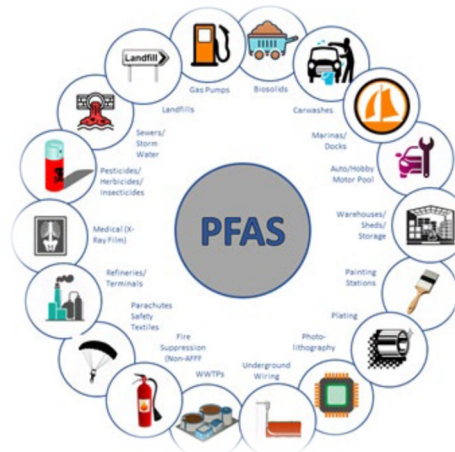 Landfill
Gas Pumps
Biosolids
Landfills
Carwashes
Sewers/
Storm
Water
Marinas/
Docks
Pesticides/
Herbicides/
Insecticides
Auto/Hobby
Motor Pool
PFAS
Medical (X-
Ray Film)
Warehouses/
Sheds/
Storage
Refineries/
Terminals
Painting
Stations
Parachutes
Safety
Textiles
Plating
Fire
Suppression
(Non-AFFF
Photo-
lithography
WWTPs
Underground
Wiring